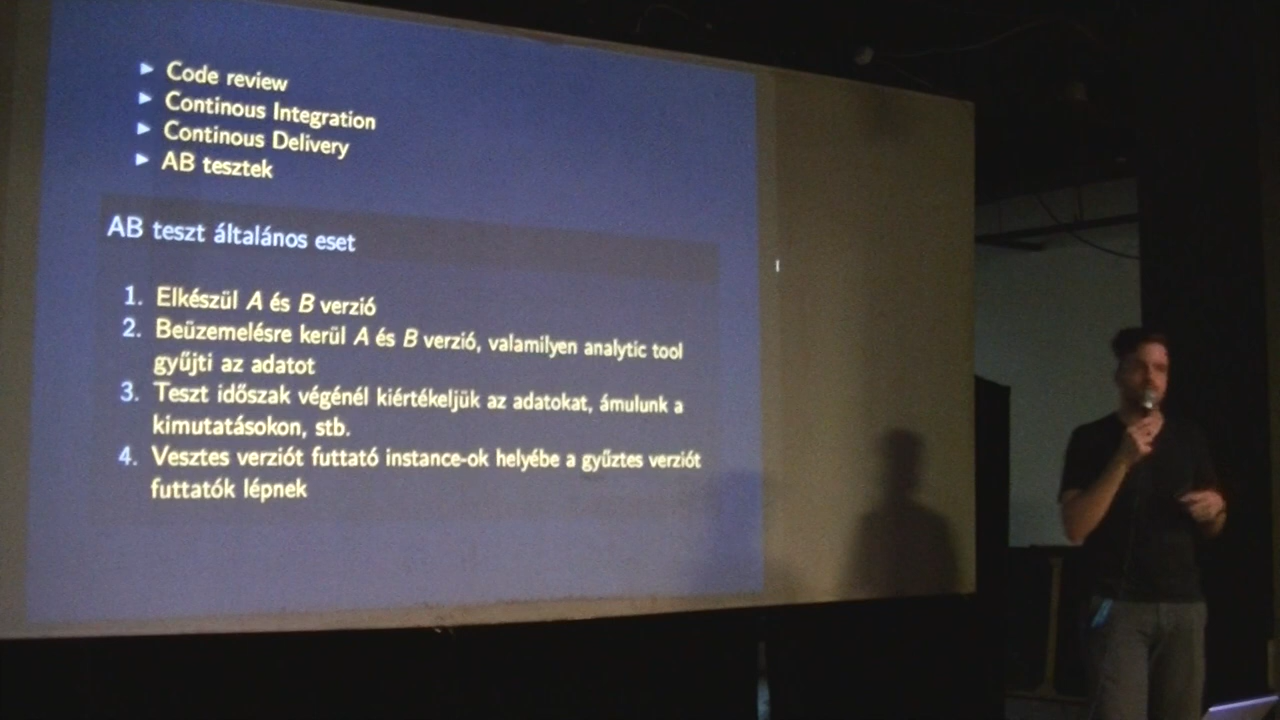 ▶ Code review
▶ Continous Integration
▶ Continous Delivery
▶ AB tesztek
AB teszt általános eset
1. Elkészül A és B verzió
2. Beüzemelésre kerül A és B verzió, valamilyen analytic tool
gyűjti az adatot
3. Teszt időszak végénél kiértékeljük az adatokat, ámulunk a
kimutatásokon, stb.
4. Vesztes verziót futtató instance-ok helyébe a győztes verziót
futtatók lépnek